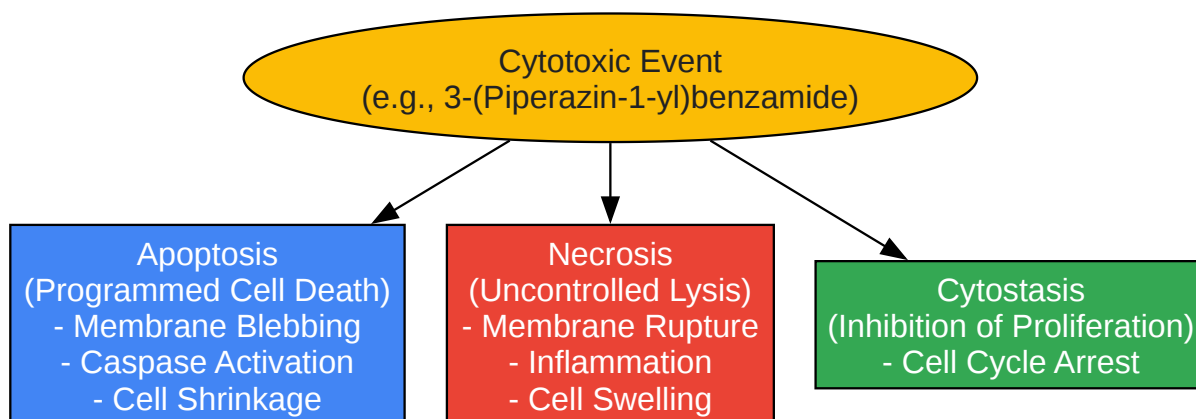 Cytotoxic Event
(e.g., 3-(Piperazin-1-yl)benzamide)
Apoptosis
(Programmed Cell Death)
- Membrane Blebbing
- Caspase Activation
- Cell Shrinkage
Necrosis
(Uncontrolled Lysis)
- Membrane Rupture
- Inflammation
- Cell Swelling
Cytostasis
(Inhibition of Proliferation)
- Cell Cycle Arrest